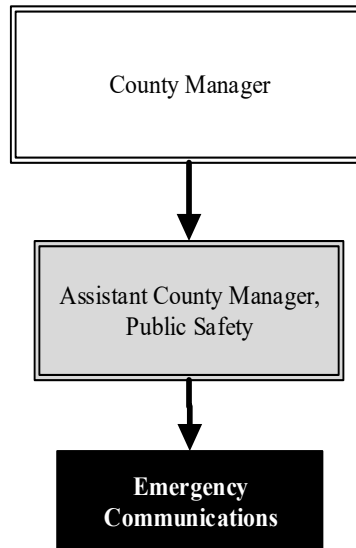 County Manager
Assistant County Manager,
Public Safety
Emergency
Communications